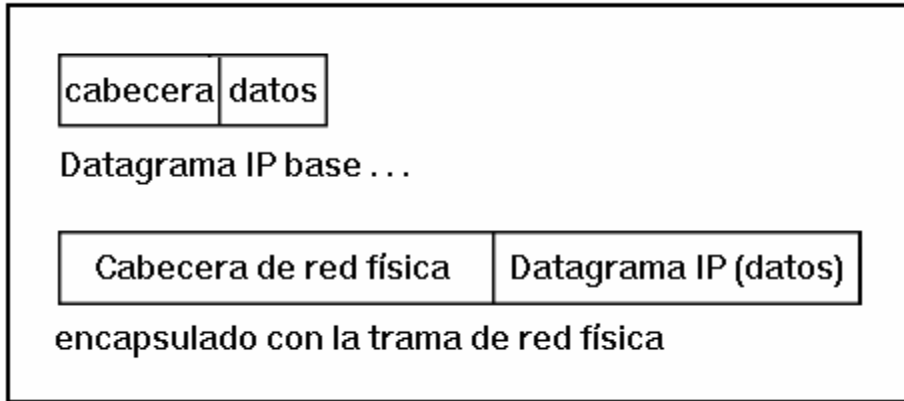 cabecera datos
Datagrama IP base . . .
Cabecera de red física Datagrama IP (datos)
encapsulado con la trama de red física